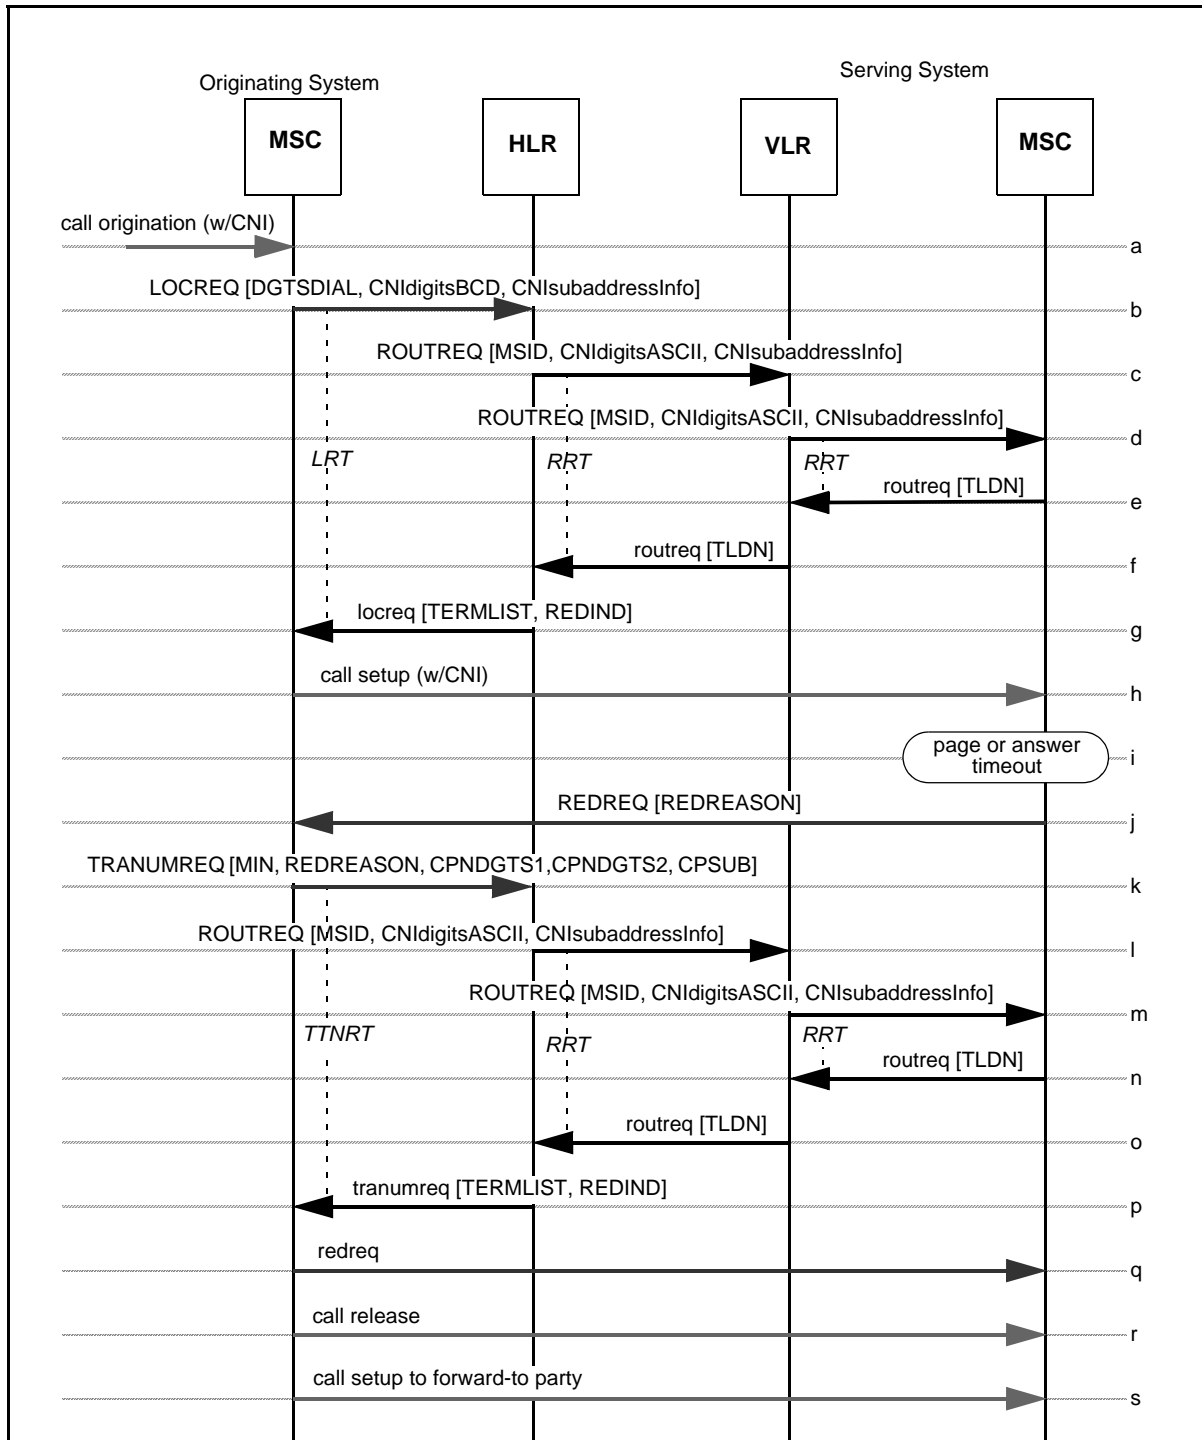 Originating System
Serving System
MSC
HLR
VLR
MSC
call origination (w/CNI)
a
LOCREQ [DGTSDIAL, CNIdigitsBCD, CNIsubaddressInfo]
b
ROUTREQ [MSID, CNIdigitsASCII, CNIsubaddressInfo]
c
ROUTREQ [MSID, CNIdigitsASCII, CNIsubaddressInfo]
d
LRT
RRT
RRT
routreq [TLDN]
e
routreq [TLDN]
f
locreq [TERMLIST, REDIND]
g
call setup (w/CNI)
h
page or answer
timeout
i
REDREQ [REDREASON]
j
TRANUMREQ [MIN, REDREASON, CPNDGTS1,CPNDGTS2, CPSUB]
k
ROUTREQ [MSID, CNIdigitsASCII, CNIsubaddressInfo]
l
ROUTREQ [MSID, CNIdigitsASCII, CNIsubaddressInfo]
m
TTNRT
RRT
RRT
routreq [TLDN]
n
routreq [TLDN]
o
tranumreq [TERMLIST, REDIND]
p
redreq
q
call release
r
call setup to forward-to party
s